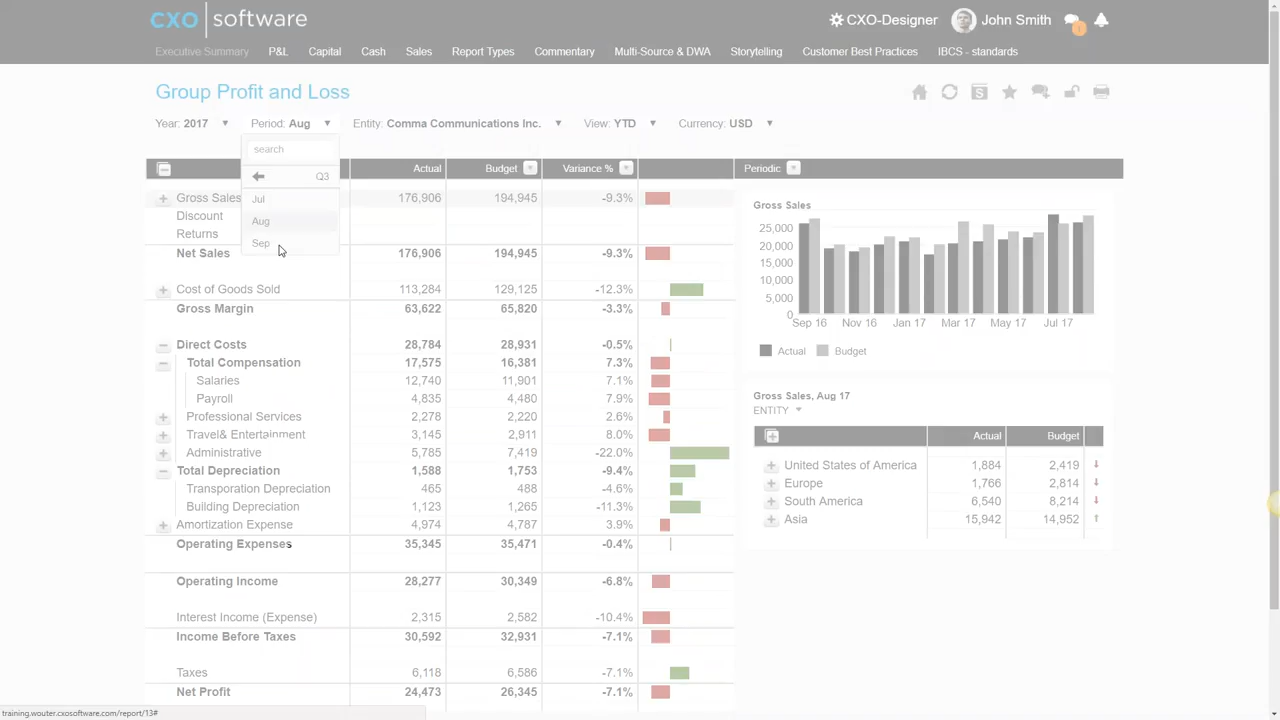 cxo software
CXO-Designer John Smith 1
Executive Summary P&L Capital Cash Sales Report Types Commentary Multi-Source & DWA Storytelling Customer Best Practices IBCS - standards
Group Profit and Loss
S
Year: 2017 Period: Aug Entity: Comma Communications Inc. View: YTD Currency: USD
search
Q3
Jul
Aug
Sep
Actual Budget Variance %
Gross Sales 176,906 194,945 -9.3%
Discount
Returns
Net Sales 176,906 194,945 -9.3%
Cost of Goods Sold 113,284 129,125 -12.3%
Gross Margin 63,622 65,820 -3.3%
Direct Costs 28,784 28,931 -0.5%
Total Compensation 17,575 16,381 7.3%
Salaries 12,740 11,901 7.1%
Payroll 4,835 4,480 7.9%
Professional Services 2,278 2,220 2.6%
Travel& Entertainment 3,145 2,911 8.0%
Administrative 5,785 7,419 -22.0%
Total Depreciation 1,588 1,753 -9.4%
Transporation Depreciation 465 488 -4.6%
Building Depreciation 1,123 1,265 -11.3%
Amortization Expense 4,974 4,787 3.9%
Operating Expenses 35,345 35,471 -0.4%
Operating Income 28,277 30,349 -6.8%
Interest Income (Expense) 2,315 2,582 -10.4%
Income Before Taxes 30,592 32,931 -7.1%
Taxes 6,118 6,586 -7.1%
Net Profit 24,473 26,345 -7.1%
Periodic
Gross Sales
25,000
20,000
15,000
10,000
5,000
0
Sep 16 Nov 16 Jan 17 Mar 17 May 17 Jul 17
Actual Budget
Gross Sales, Aug 17
ENTITY
Actual Budget
United States of America 1,884 2,419
Europe 1,766 2,814
South America 6,540 8,214
Asia 15,942 14,952
training.wouter.cxosoftware.com/report/13#